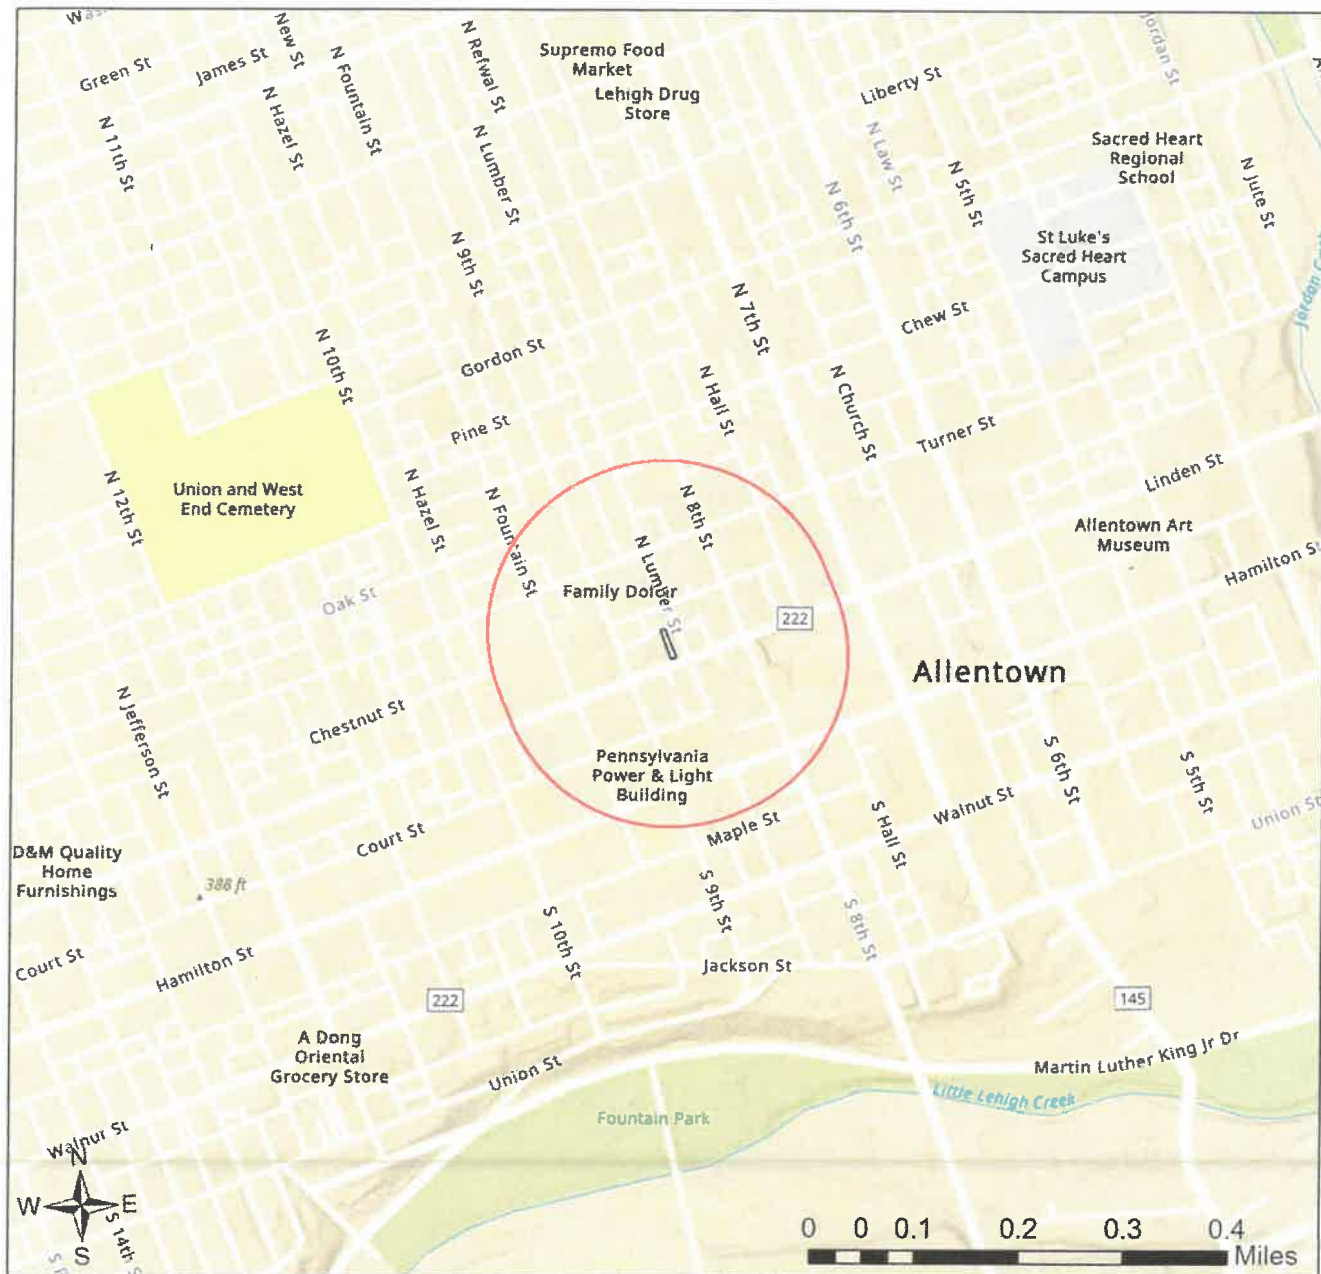 Green St
James St
New St
N Fountain St
N Refwal St
Supremo Food
Market
Lehigh Drug
Store
Liberty St
Jordan St
N 11th St
N Hazel St
N Lumber St
N Law St
N 5th St
Sacred Heart
Regional
School
N Jute St
N 6th St
N 9th St
St Luke's
Sacred Heart
Campus
N 7th St
Chew St
N 10th St
Gordon St
N Hall St
N Church St
Pine St
Turner St
Linden St
N 12th St
Union and West
End Cemetery
N Hazel St
N Fountain St
N 8th St
Allentown Art
Museum
N Lumber St
Hamilton St
Oak St
Family Dolar
222
Allentown
N Jefferson St
Chestnut St
Pennsylvania
Power & Light
Building
S 6th St
S 5th St
Maple St
S Hall St
Walnut St
Union St
Court St
D&M Quality
Home
Furnishings
388 ft
S 9th St
S 10th St
S 8th St
Court St
Hamilton St
Jackson St
222
145
A Dong
Oriental
Grocery Store
Union St
Martin Luther King Jr Dr
Little Lehigh Creek
Fountain Park
Walnur St
N
W E
S
S 14th S
0 0 0.1 0.2 0.3 0.4
Miles